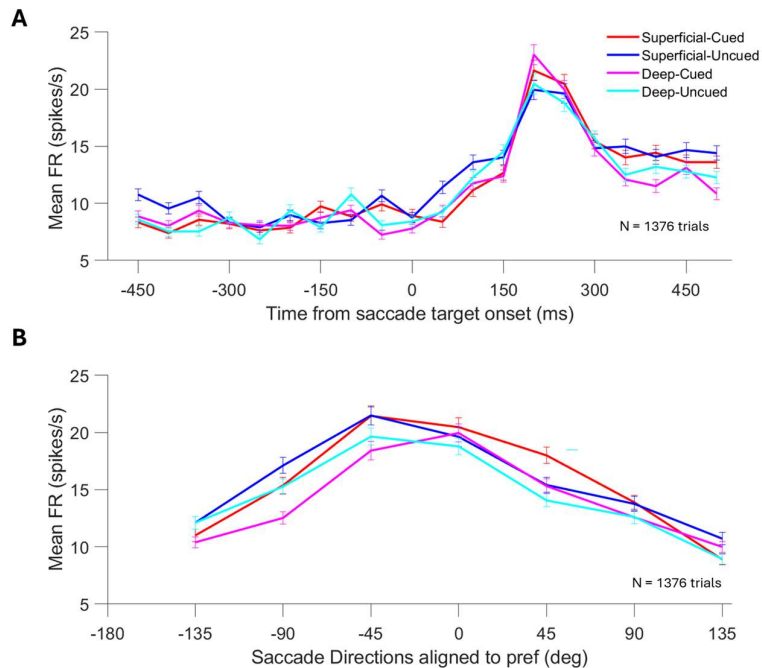 A
25
20
15
10
5
Mean FR (spikes/s)
Superficial-Cued
Superficial-Uncued
Deep-Cued
Deep-Uncued
N = 1376 trials
-450 -300 -150 0 150 300 450
Time from saccade target onset (ms)
B
25
20
15
10
5
Mean FR (spikes/s)
N = 1376 trials
-180 -135 -90 -45 0 45 90 135
Saccade Directions aligned to pref (deg)